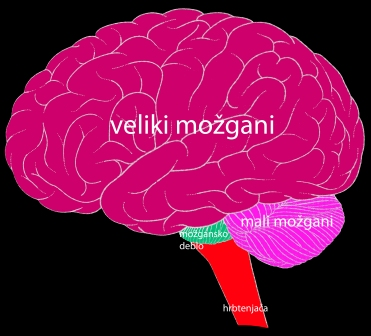 veliki možgani
mali možgani
možgansko
deblo
hrbtenjača